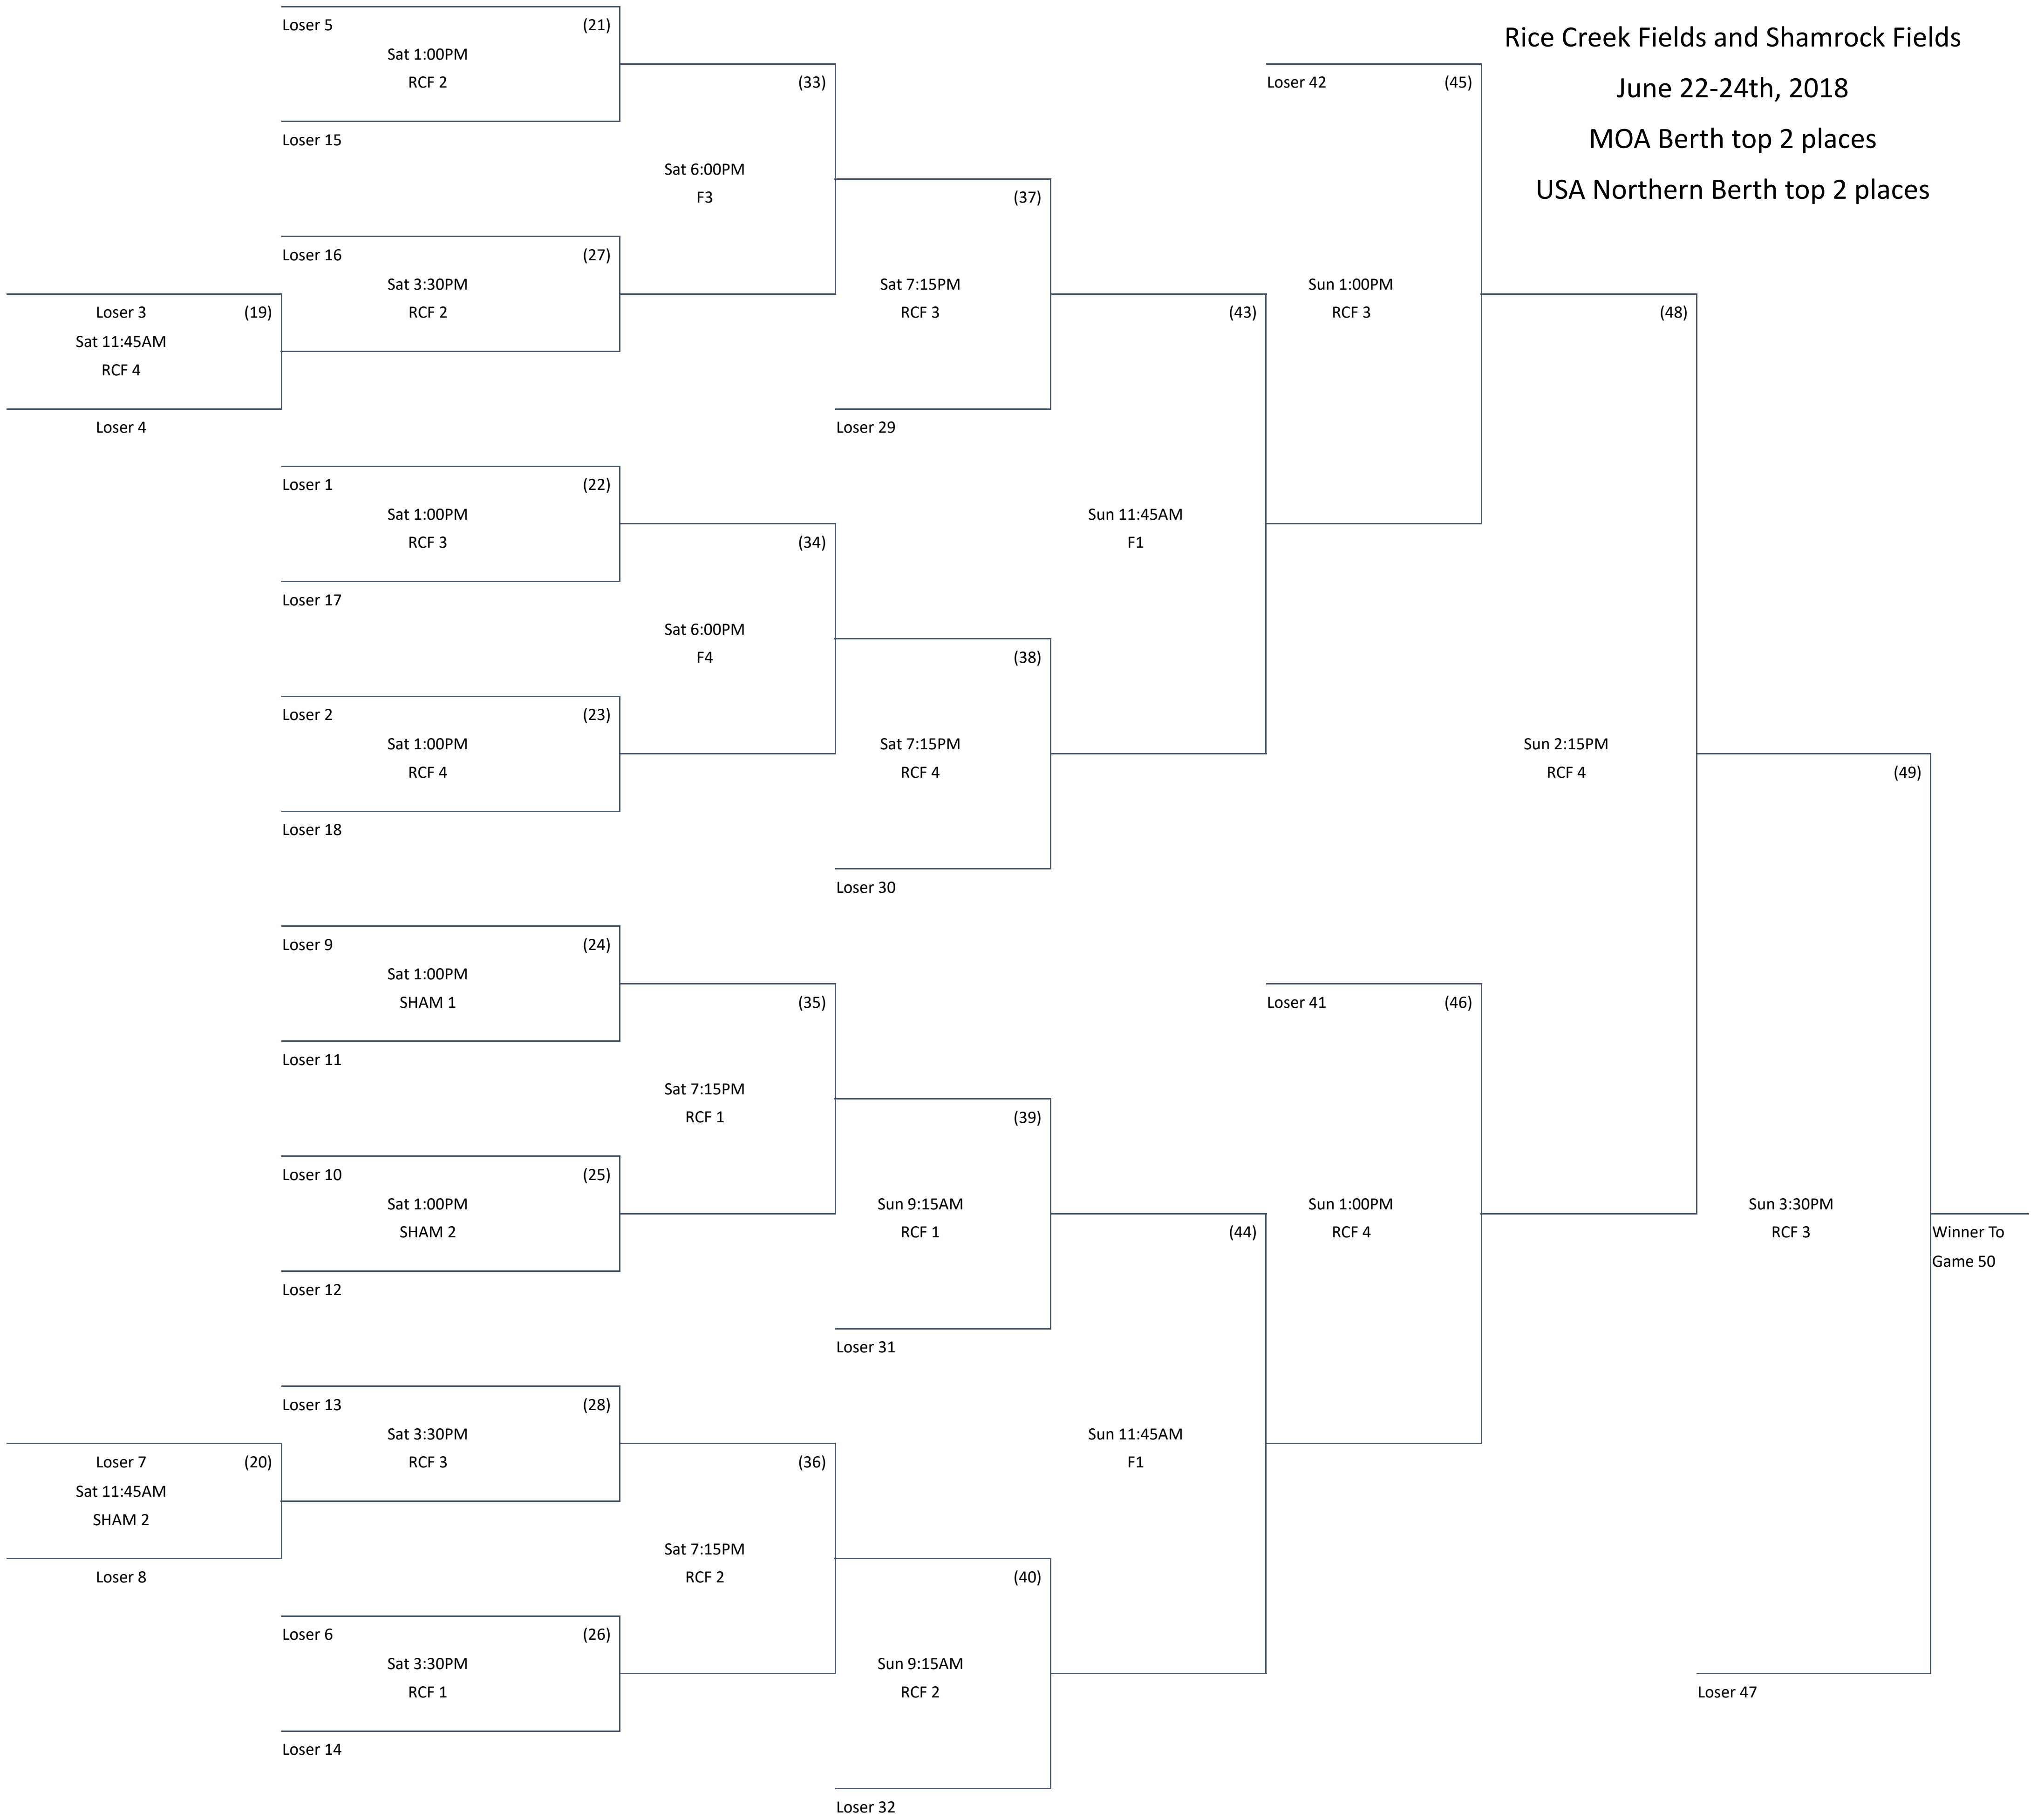 Rice Creek Fields and Shamrock Fields
June 22-24th, 2018
MOA Berth top 2 places
USA Northern Berth top 2 places
Loser 3 (19)
Sat 11:45AM
RCF 4
Loser 4
Loser 7 (20)
Sat 11:45AM
SHAM 2
Loser 8
Loser 5 (21)
Sat 1:00PM
RCF 2
Loser 15
Loser 16 (27)
Sat 3:30PM
RCF 2
Loser 1 (22)
Sat 1:00PM
RCF 3
Loser 17
Loser 2 (23)
Sat 1:00PM
RCF 4
Loser 18
Loser 9 (24)
Sat 1:00PM
SHAM 1
Loser 11
Loser 10 (25)
Sat 1:00PM
SHAM 2
Loser 12
Loser 13 (28)
Sat 3:30PM
RCF 3
Loser 6 (26)
Sat 3:30PM
RCF 1
Loser 14
(33)
Sat 6:00PM
F3
(34)
Sat 6:00PM
F4
(35)
Sat 7:15PM
RCF 1
(36)
Sat 7:15PM
RCF 2
(37)
Sat 7:15PM
RCF 3
Loser 29
(38)
Sat 7:15PM
RCF 4
Loser 30
(39)
Sun 9:15AM
RCF 1
Loser 31
(40)
Sun 9:15AM
RCF 2
Loser 32
(43)
Sun 11:45AM
F1
(44)
Sun 11:45AM
F1
Loser 42 (45)
Sun 1:00PM
RCF 3
Loser 41 (46)
Sun 1:00PM
RCF 4
(48)
Sun 2:15PM
RCF 4
(49)
Sun 3:30PM
RCF 3
Loser 47
Winner To
Game 50